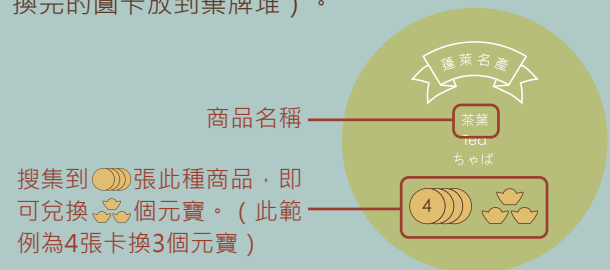 換完的圓卡放到棄牌堆）。
蓬萊名產
商品名稱
茶葉
Tea
ちゃば
搜集到張此種商品，即
可兌換個元寶。（此範
例為4張卡換3個元寶）
4